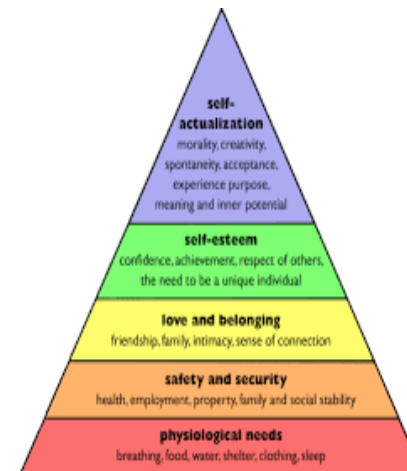 self-
actualization
morality, creativity,
spontaneity, acceptance,
experience purpose,
meaning and inner potential
self-esteem
confidence, achievement, respect of others,
the need to be a unique individual
love and belonging
friendship, family, intimacy, sense of connection
safety and security
health, employment, property, family and social stability
physiological needs
breathing, food, water, shelter, clothing, sleep